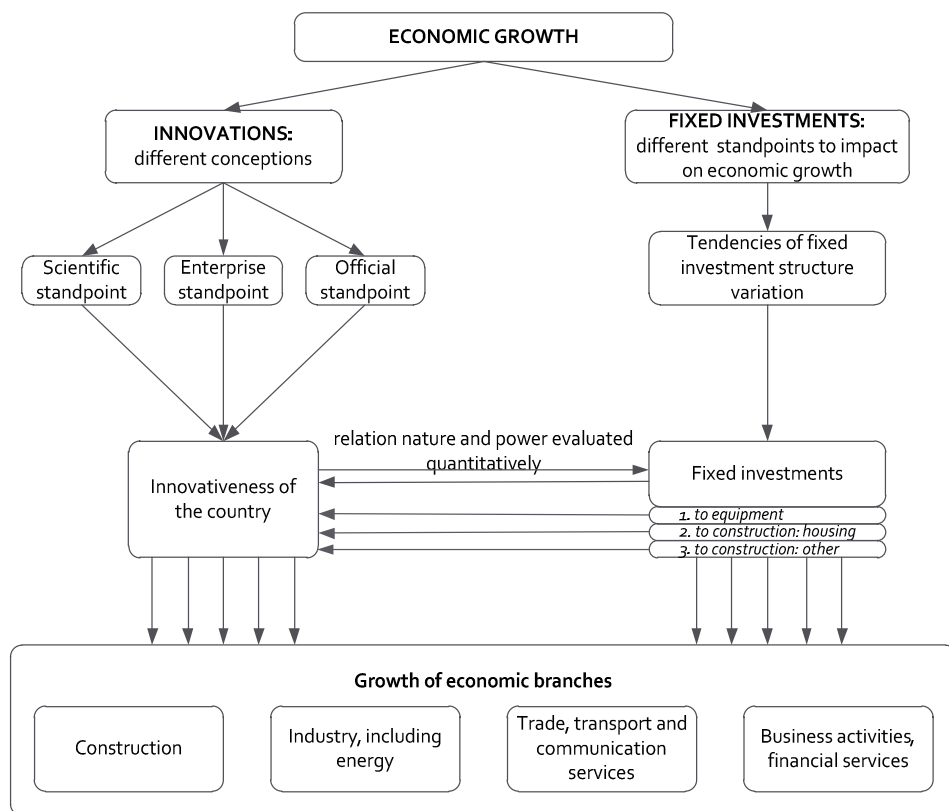 ECONOMIC GROWTH
INNOVATIONS:
different conceptions
FIXED INVESTMENTS:
different standpoints to impact
on economic growth
Scientific
standpoint
Enterprise
standpoint
Official
standpoint
Tendencies of fixed
investment structure
variation
relation nature and power evaluated
quantitatively
Innovativeness of
the country
Fixed investments
1. to equipment
2. to construction: housing
3. to construction: other
Growth of economic branches
Construction
Industry, including
energy
Trade, transport and
communication
services
Business activities,
financial services